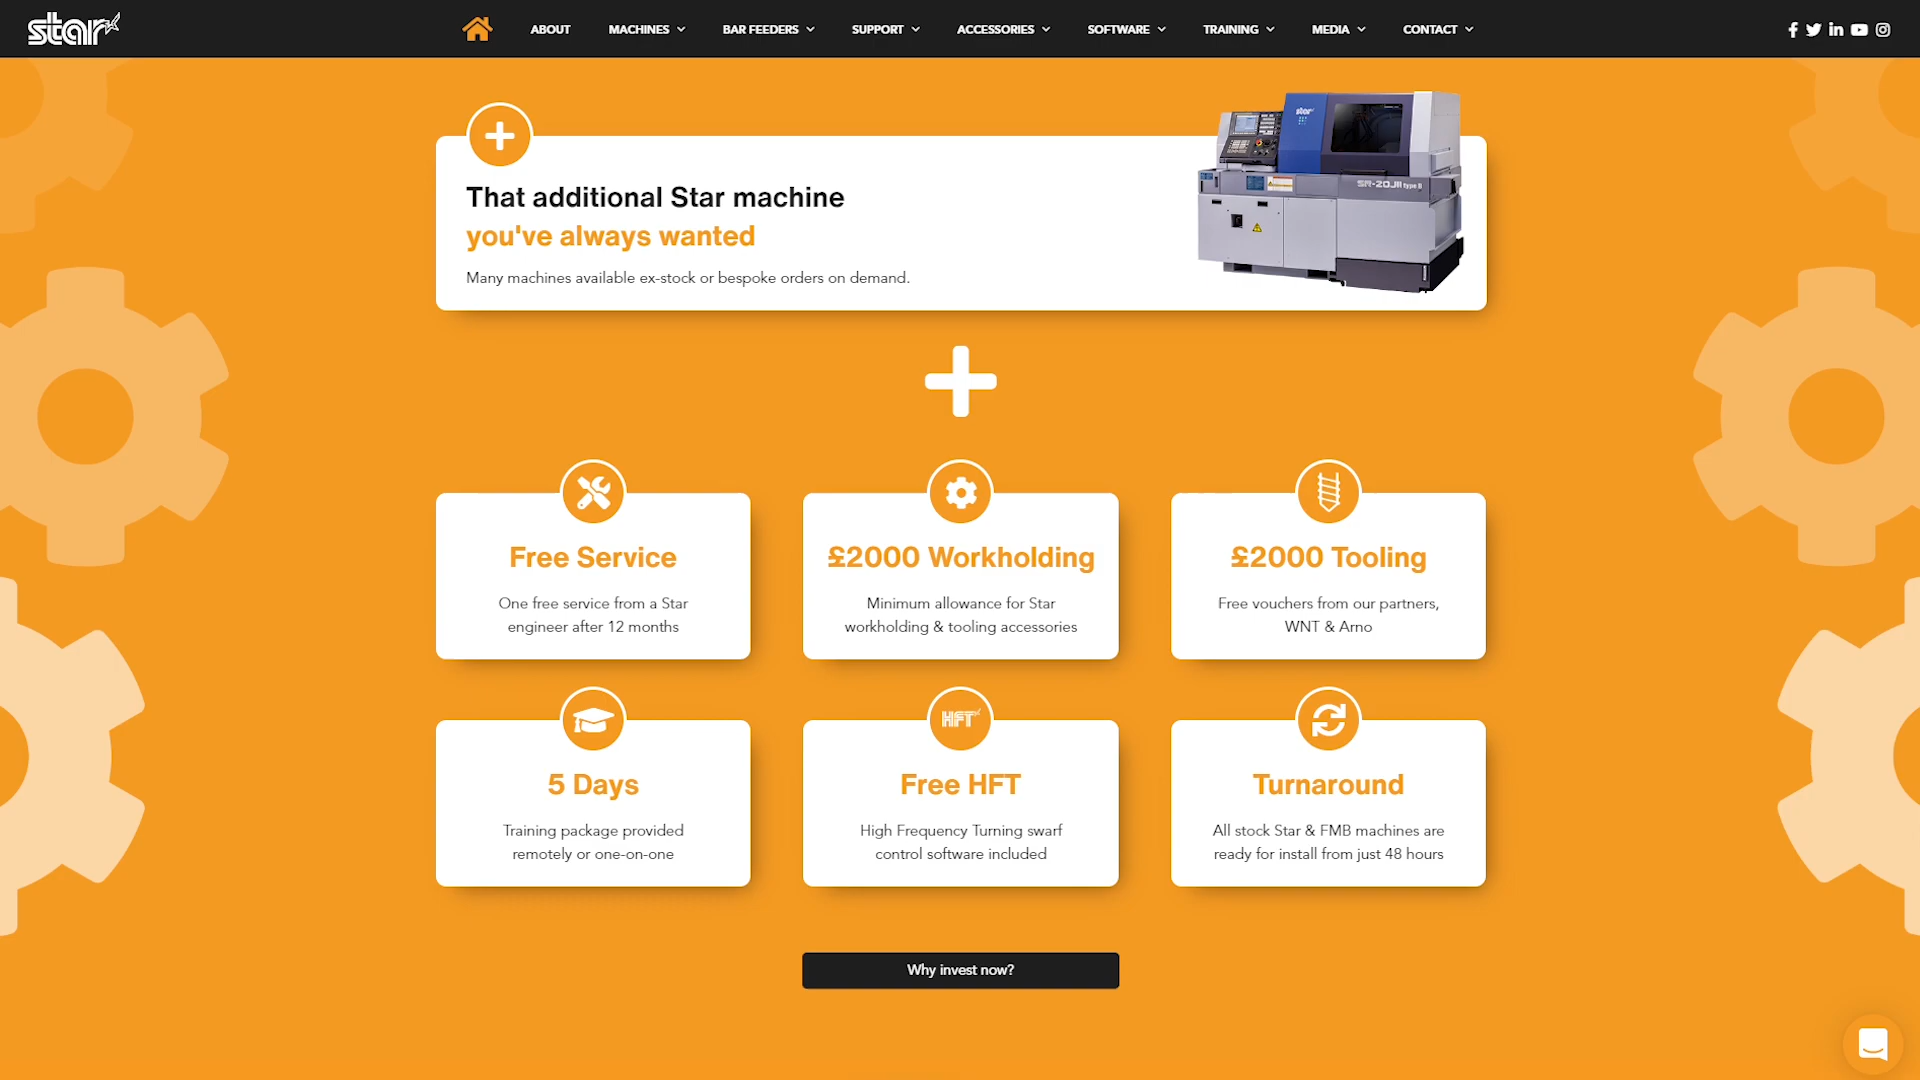 star
ABOUT
MACHINES
BAR FEEDERS
SUPPORT
ACCESSORIES
SOFTWARE
TRAINING
MEDIA
CONTACT
star
SR-20JII type B
That additional Star machine
you've always wanted
Many machines available ex-stock or bespoke orders on demand.
Free Service
One free service from a Star
engineer after 12 months
£2000 Workholding
Minimum allowance for Star
workholding & tooling accessories
£2000 Tooling
Free vouchers from our partners,
WNT & Arno
5 Days
Training package provided
remotely or one-on-one
HFT
Free HFT
High Frequency Turning swarf
control software included
Turnaround
All stock Star & FMB machines are
ready for install from just 48 hours
Why invest now?